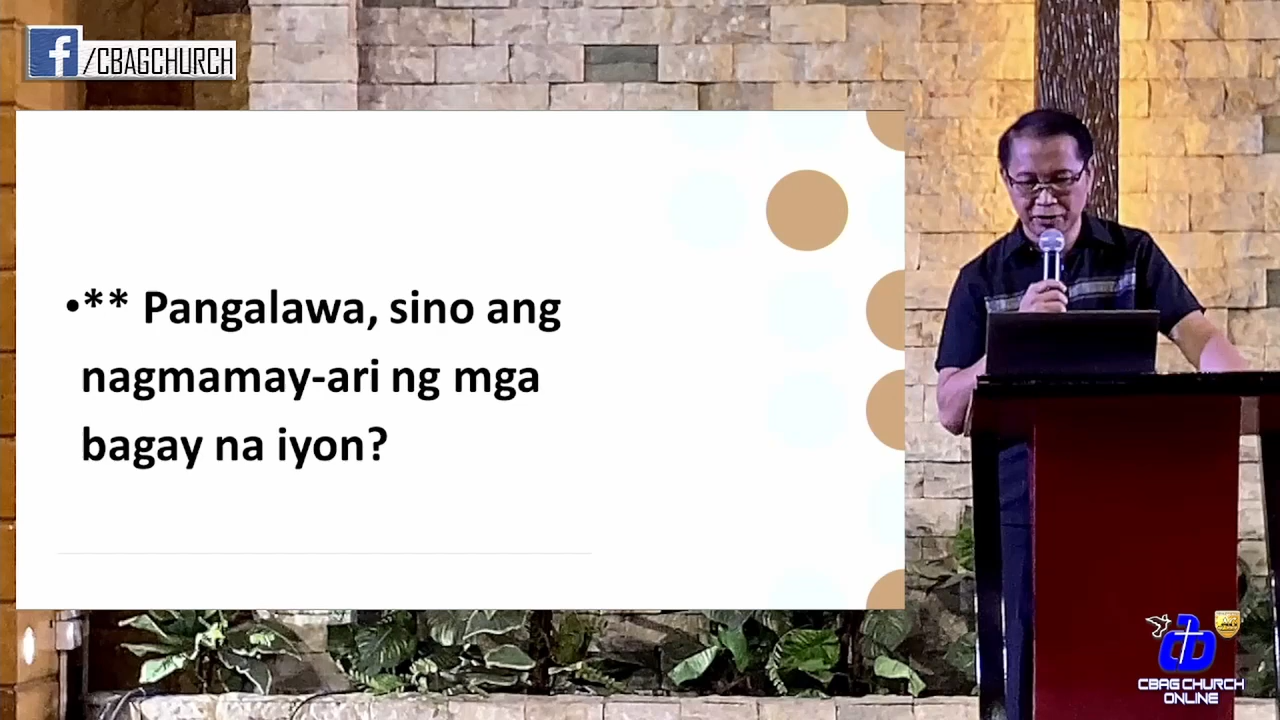 f/CBAGCHURCH
•** Pangalawa, sino ang
nagmamay-ari ng mga
bagay na iyon?
CBAG CHURCH
ONLINE